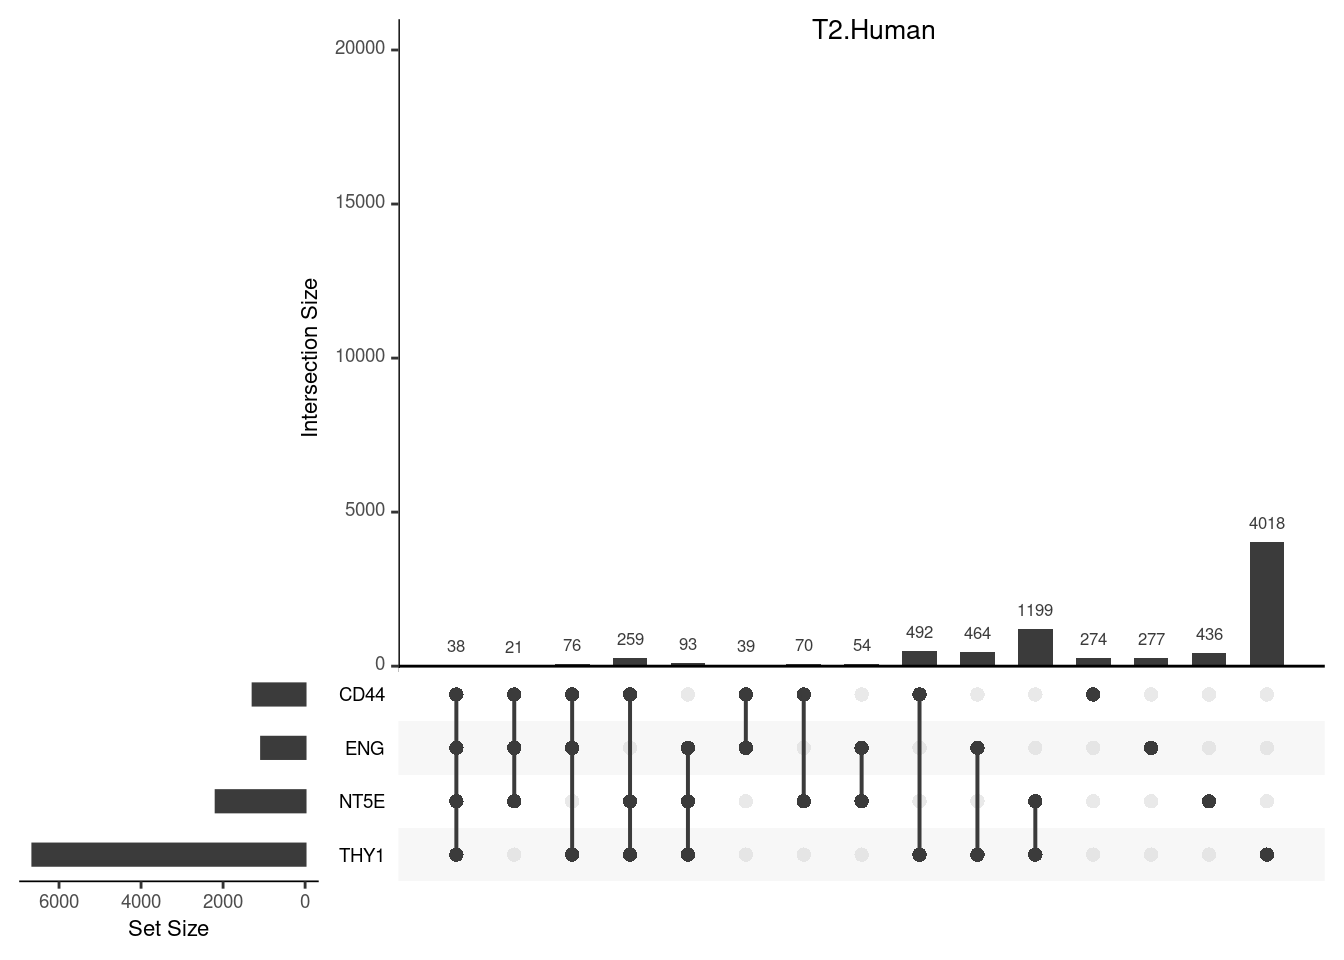 T2.Human
20000
15000
10000
5000
0
Intersection Size
38 21 76 259 93 39 70 54 492 464 1199 274 277 436 4018
CD44
ENG
NT5E
THY1
6000 4000 2000 0
Set Size